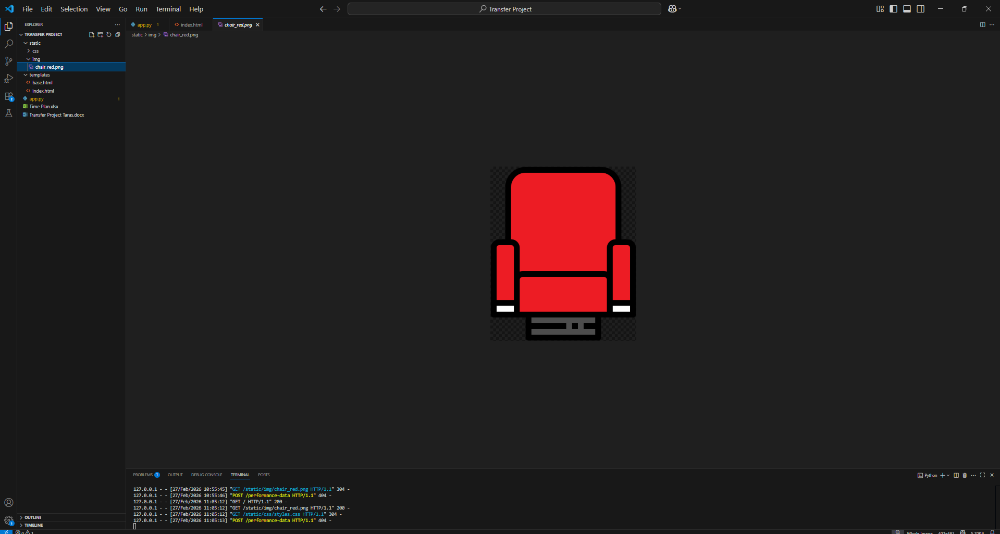 File Edit Selection View Go Run Terminal Help
Transfer Project
EXPLORER
TRANSFER PROJECT
static
css
img
chair_red.png
templates
base.html
index.html
app.py 1
Time Plan.xlsx
Transfer Project Taras.docx
OUTLINE
TIMELINE
2
1
app.py 1 index.html chair_red.png
static > img > chair_red.png
PROBLEMS 1 OUTPUT DEBUG CONSOLE TERMINAL PORTS
Python
127.0.0.1 - - [27/Feb/2026 10:55:45] "GET /static/img/chair_red.png HTTP/1.1" 304 -
127.0.0.1 - - [27/Feb/2026 10:55:46] "POST /performance-data HTTP/1.1" 404 -
127.0.0.1 - - [27/Feb/2026 11:05:12] "GET / HTTP/1.1" 200 -
127.0.0.1 - - [27/Feb/2026 11:05:12] "GET /static/img/chair_red.png HTTP/1.1" 200 -
127.0.0.1 - - [27/Feb/2026 11:05:12] "GET /static/css/styles.css HTTP/1.1" 304 -
127.0.0.1 - - [27/Feb/2026 11:05:13] "POST /performance-data HTTP/1.1" 404 -
0 1 Whole Image 402x482 5.70KB